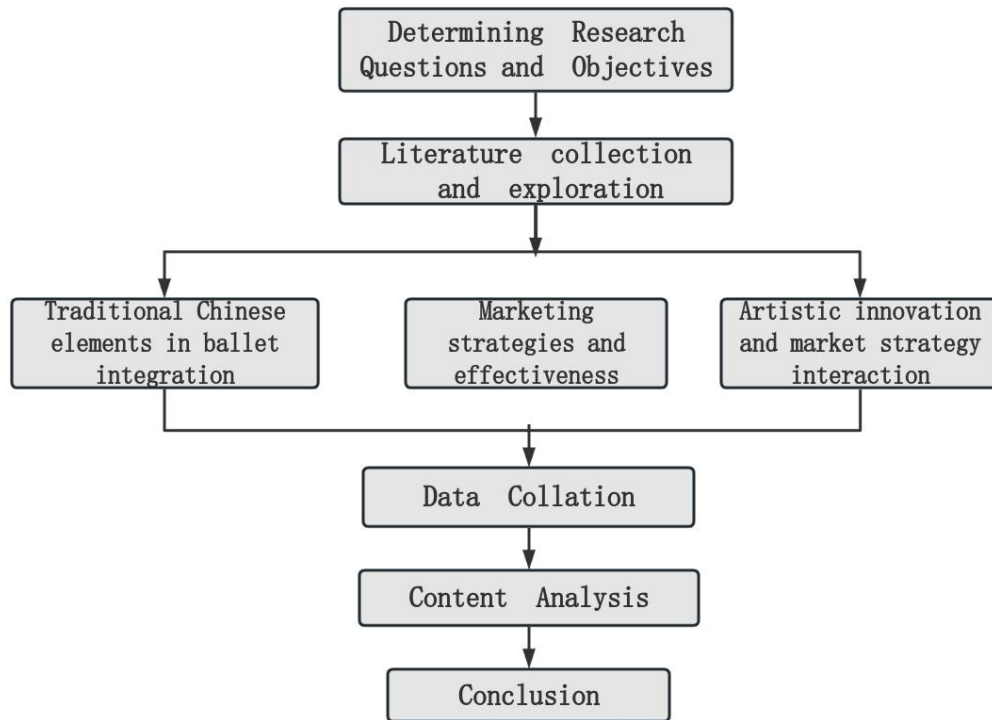 Determining Research
Questions and Objectives
Literature collection
and exploration
Traditional Chinese
elements in ballet
integration
Marketing
strategies and
effectiveness
Artistic innovation
and market strategy
interaction
Data Collation
Content Analysis
Conclusion